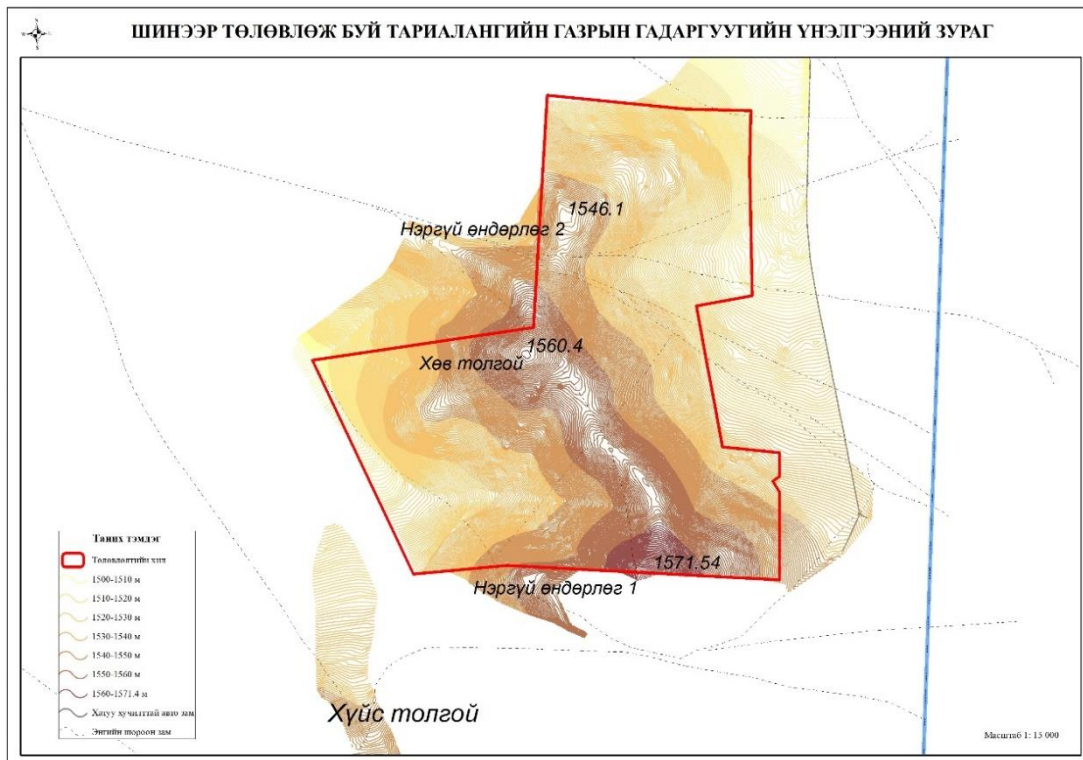 ШИНЭЭР ТӨЛӨВЛӨЖ БУЙ ТАРИАЛАНГИЙН ГАЗРЫН ГАДАРГУУГИЙН ҮНЭЛГЭЭНИЙ ЗУРАГ
1546.1
Нэргүй өндөрлөг 2
1560.4
Хөв толгой
1571.54
Нэргүй өндөрлөг 1
Хүйс толгой
Таних тэмдэг
Төлөвлөлтийн хил
1500-1510 м
1510-1520 м
1520-1530 м
1530-1540 м
1540-1550 м
1550-1560 м
1560-1571.4 м
Хатуу хучилттай авто зам
Энгийн шороон зам
Масштаб 1: 15 000